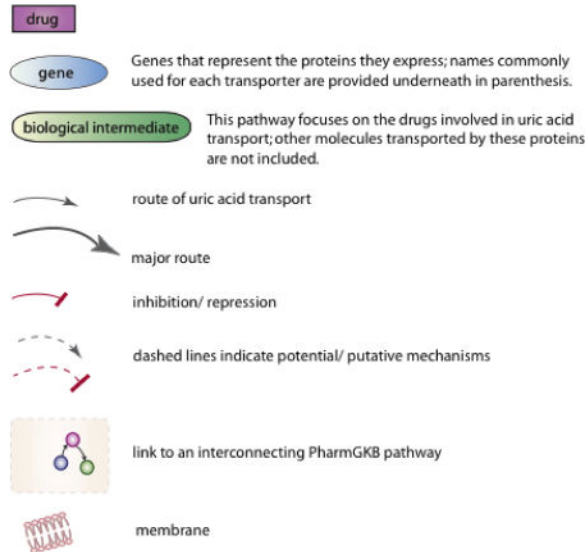 drug
gene
Genes that represent the proteins they express; names commonly
used for each transporter are provided underneath in parenthesis.
biological intermediate
This pathway focuses on the drugs involved in uric acid
transport; other molecules transported by these proteins
are not included.
route of uric acid transport
major route
inhibition/ repression
dashed lines indicate potential/ putative mechanisms
link to an interconnecting PharmGKB pathway
membrane